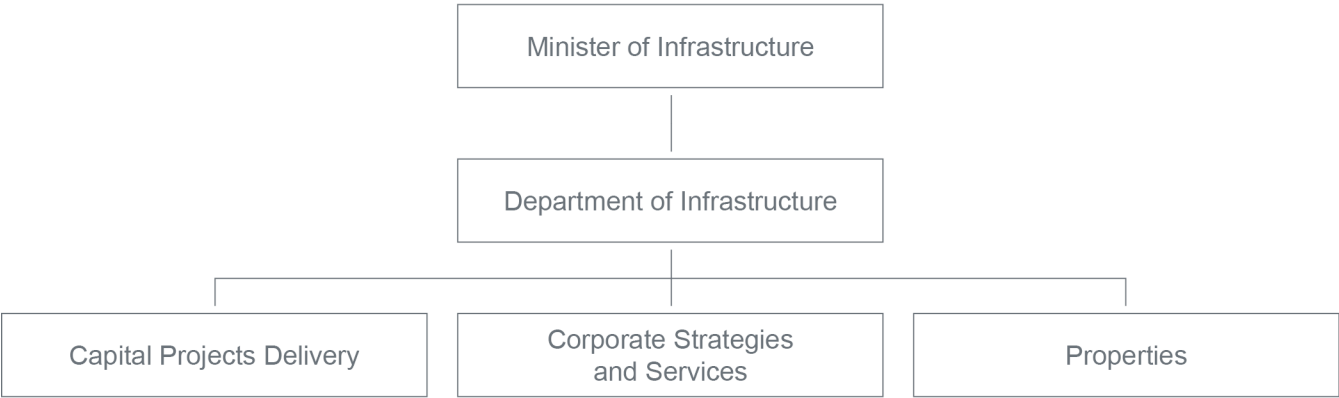 Minister of Infrastructure
Department of Infrastructure
Capital Projects Delivery
Corporate Strategies
and Services
Properties